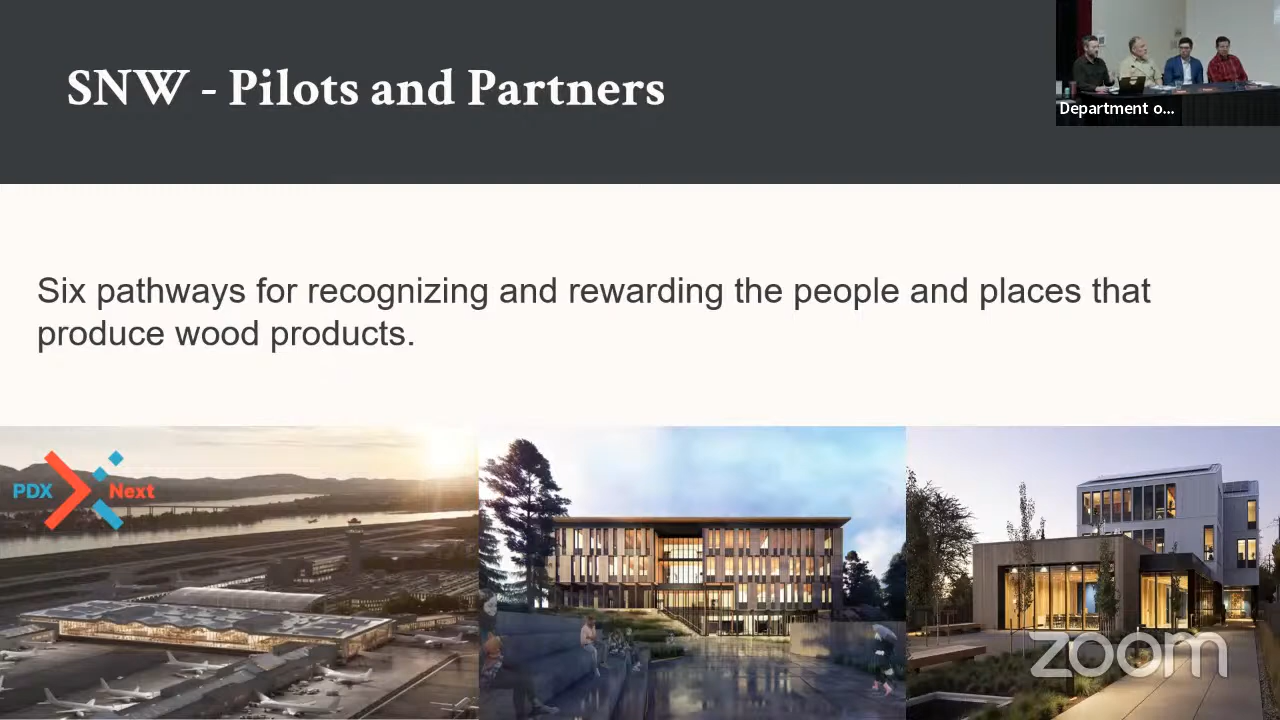 SNW - Pilots and Partners
Department o...
Six pathways for recognizing and rewarding the people and places that
produce wood products.
PDX Next
zoom